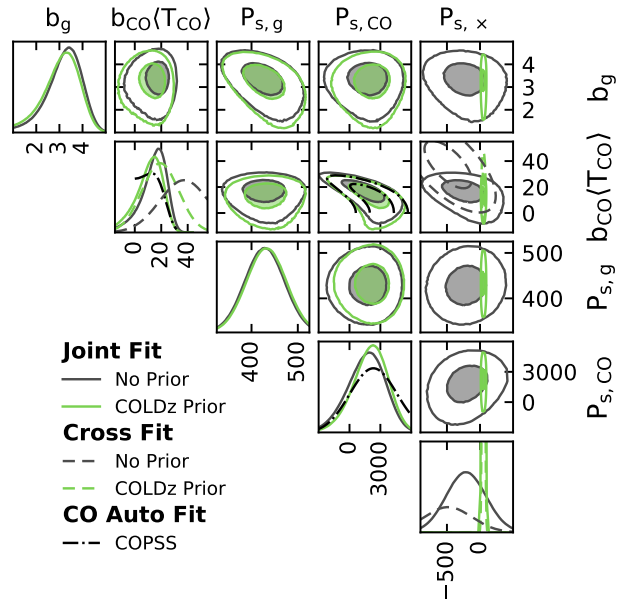 b_g b_CO⟨T_CO⟩ P_s,g P_s,CO P_s,×
4
3
2
b_g
40
20
0
b_CO⟨T_CO⟩
500
400
P_s,g
3000
0
P_s,CO
2 3 4
0 20 40
400 500
0 3000
−500 0
Joint Fit
No Prior
COLDz Prior
Cross Fit
No Prior
COLDz Prior
CO Auto Fit
COPSS